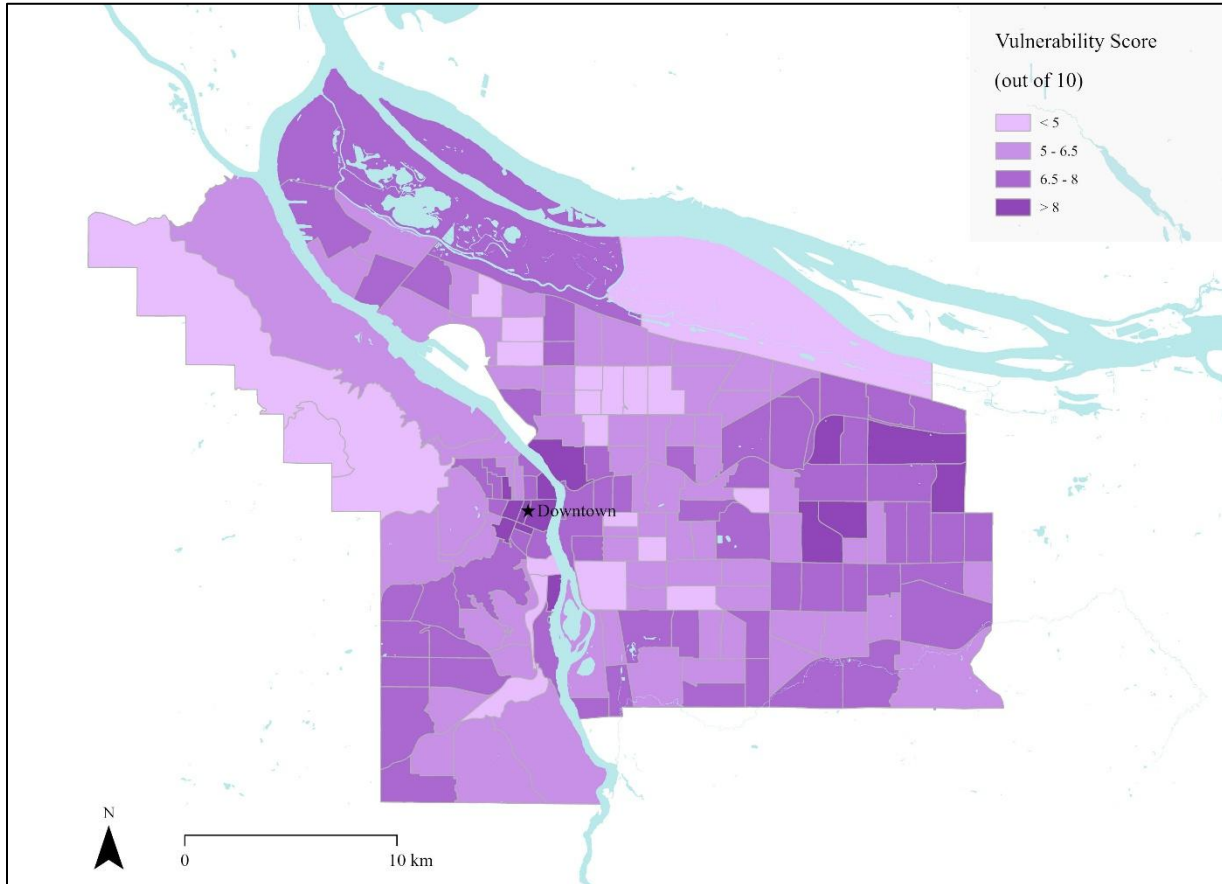 Vulnerability Score
(out of 10)
< 5
5 - 6.5
6.5 - 8
> 8
Downtown
N
0
10 km